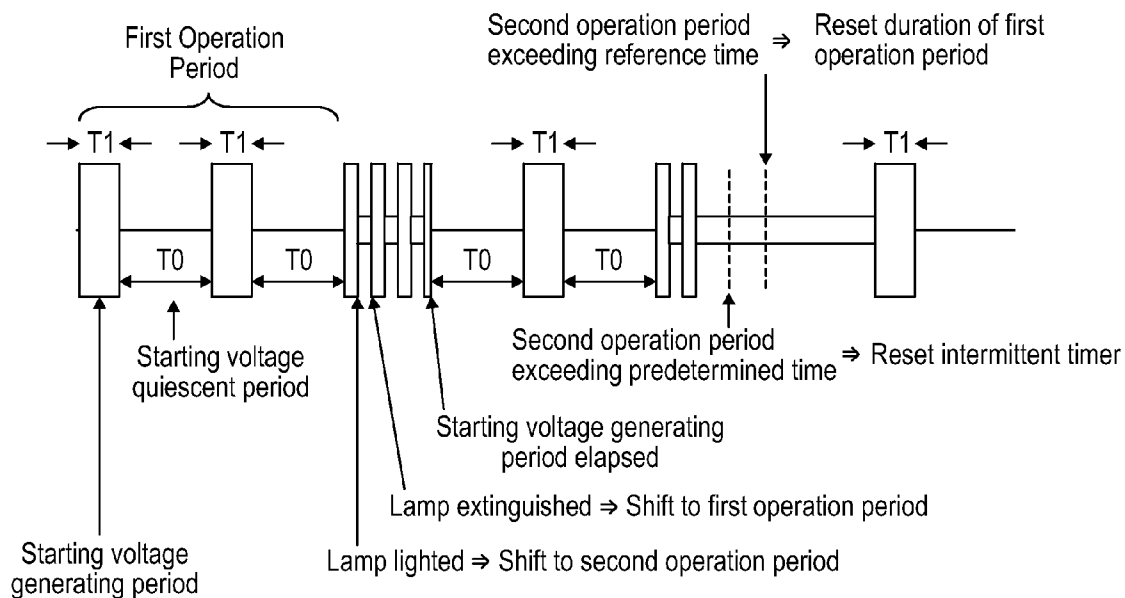 First Operation
Period
Second operation period
exceeding reference time
⇒
Reset duration of first
operation period
T1
T1
T1
T1
T0
T0
T0
T0
Starting voltage
quiescent period
Second operation period
exceeding predetermined time
⇒ Reset intermittent timer
Starting voltage generating
period elapsed
Lamp extinguished ⇒ Shift to first operation period
Lamp lighted ⇒ Shift to second operation period
Starting voltage
generating period